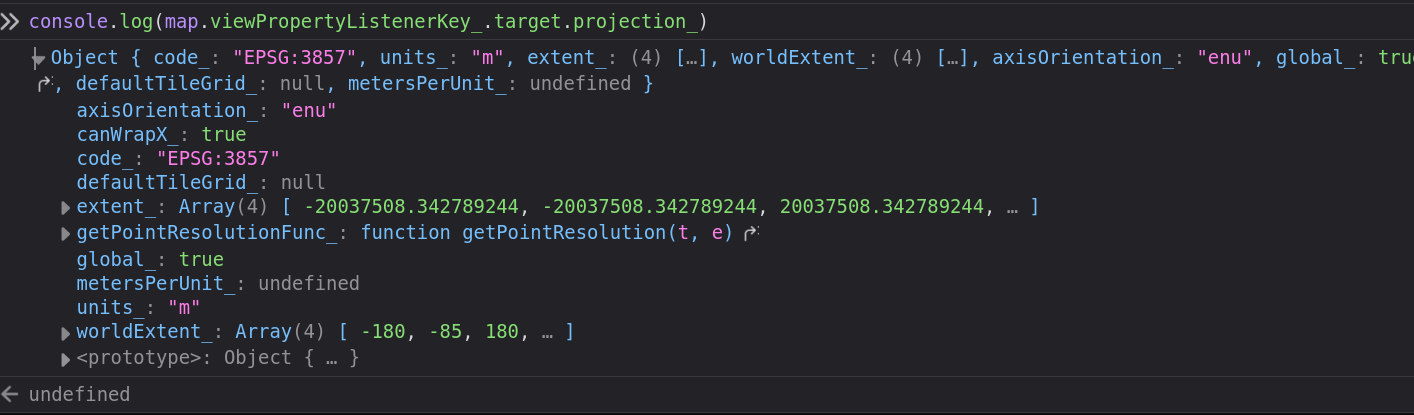 console.log(map.viewPropertyListenerKey_.target.projection_)
Object { code_: "EPSG:3857", units_: "m", extent_: (4) […], worldExtent_: (4) […], axisOrientation_: "enu", global_: tru
, defaultTileGrid_: null, metersPerUnit_: undefined }
axisOrientation_: "enu"
canWrapX_: true
code_: "EPSG:3857"
defaultTileGrid_: null
extent_: Array(4) [ -20037508.342789244, -20037508.342789244, 20037508.342789244, … ]
getPointResolutionFunc_: function getPointResolution(t, e)
global_: true
metersPerUnit_: undefined
units_: "m"
worldExtent_: Array(4) [ -180, -85, 180, … ]
<prototype>: Object { … }
undefined